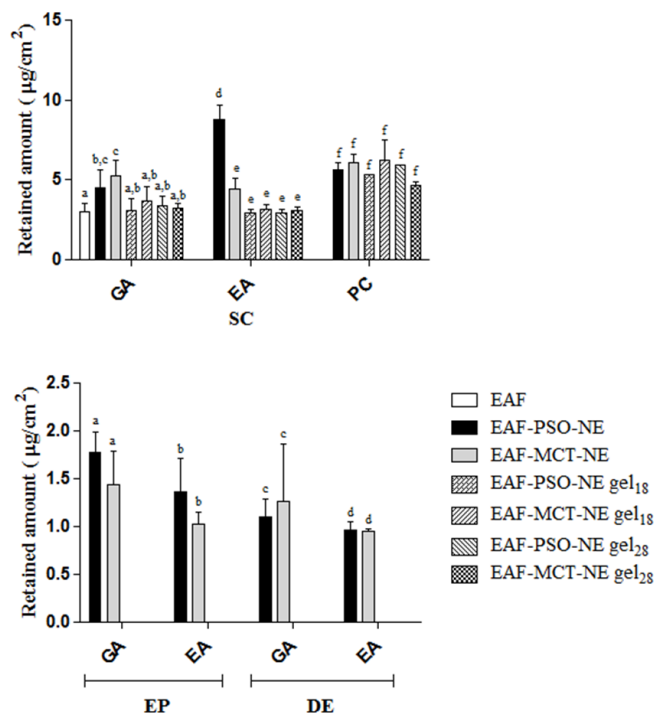 15
10
5
0
Retained amount ( μg/cm²)
a
b,c
c
a,b
a,b
a,b
a,b
d
e
e
e
e
e
f
f
f
f
f
f
GA
EA
PC
SC
2.5
2.0
1.5
1.0
0.5
0.0
Retained amount ( μg/cm²)
a
a
b
b
c
c
d
d
GA
EA
GA
EA
EP
DE
EAF
EAF-PSO-NE
EAF-MCT-NE
EAF-PSO-NE gel₁₈
EAF-MCT-NE gel₁₈
EAF-PSO-NE gel₂₈
EAF-MCT-NE gel₂₈